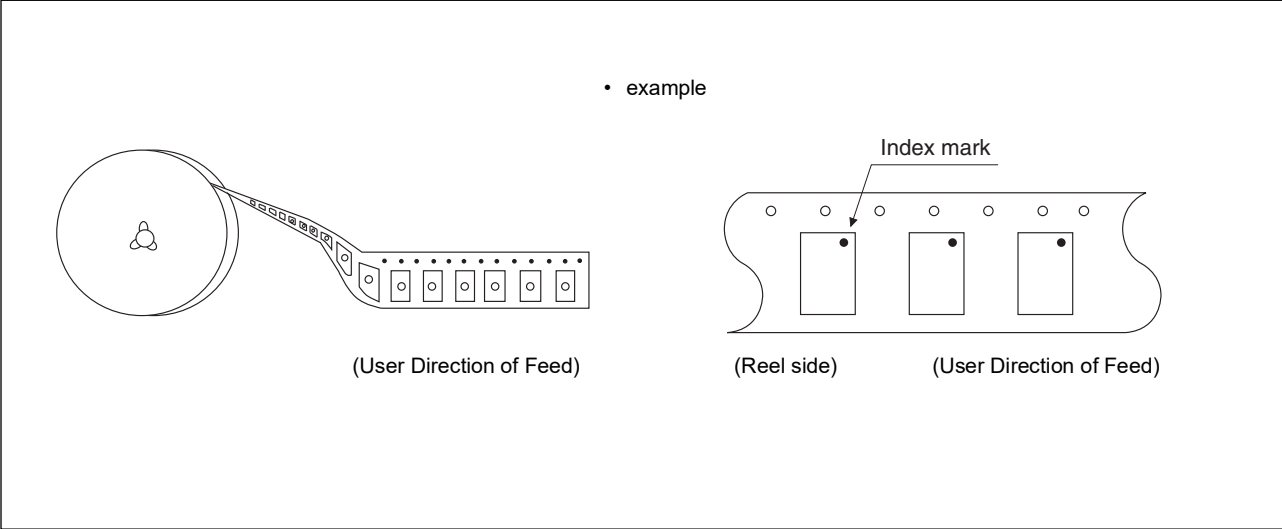 • example
Index mark
(User Direction of Feed)
(Reel side)
(User Direction of Feed)